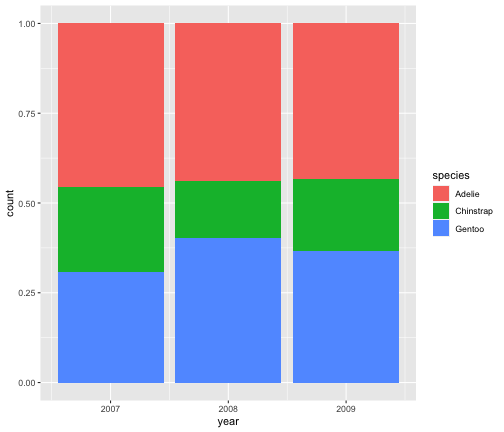 1.00
0.75
0.50
0.25
0.00
count
2007 2008 2009
year
species
Adelie
Chinstrap
Gentoo